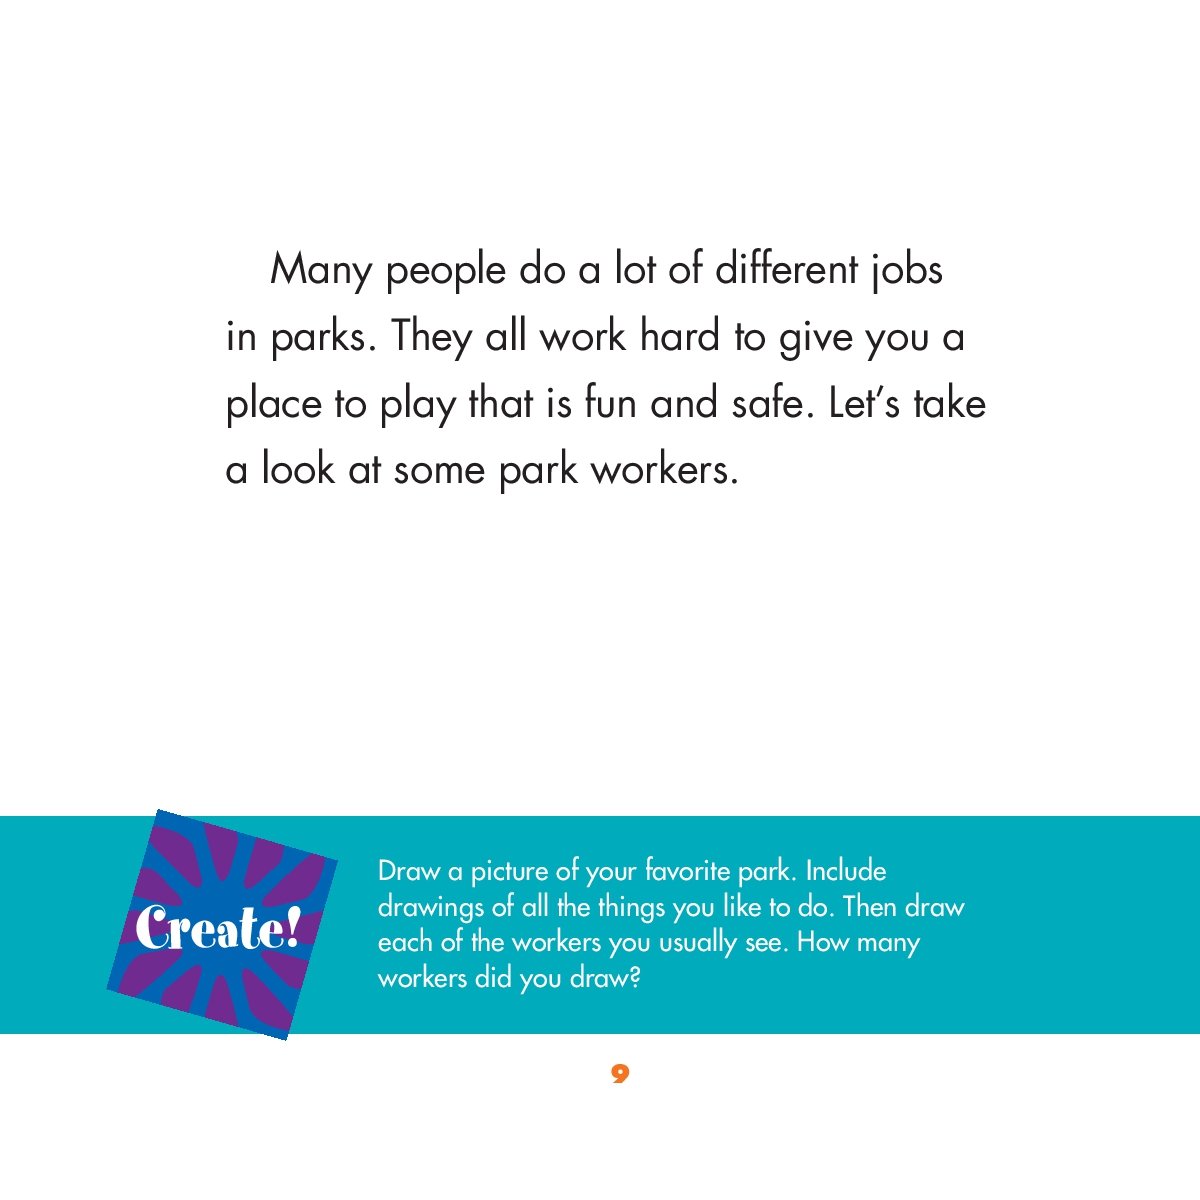 Many people do a lot of different jobs
in parks. They all work hard to give you a
place to play that is fun and safe. Let’s take
a look at some park workers.
Create!
Draw a picture of your favorite park. Include
drawings of all the things you like to do. Then draw
each of the workers you usually see. How many
workers did you draw?
9